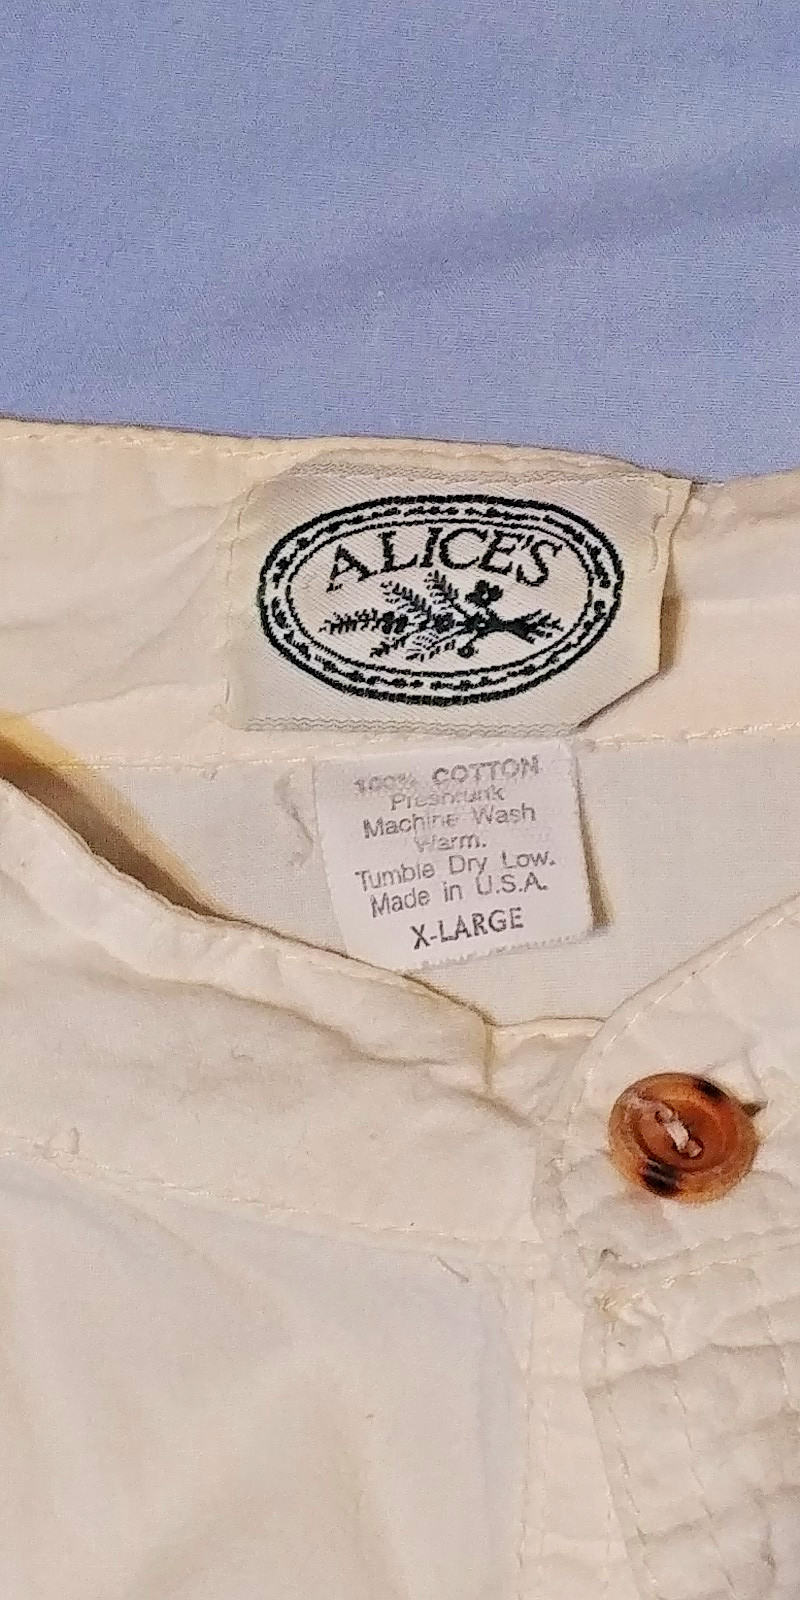 ALICE'S
100% COTTON
Preshrunk
Machine Wash
Warm.
Tumble Dry Low.
Made in U.S.A.
X-LARGE